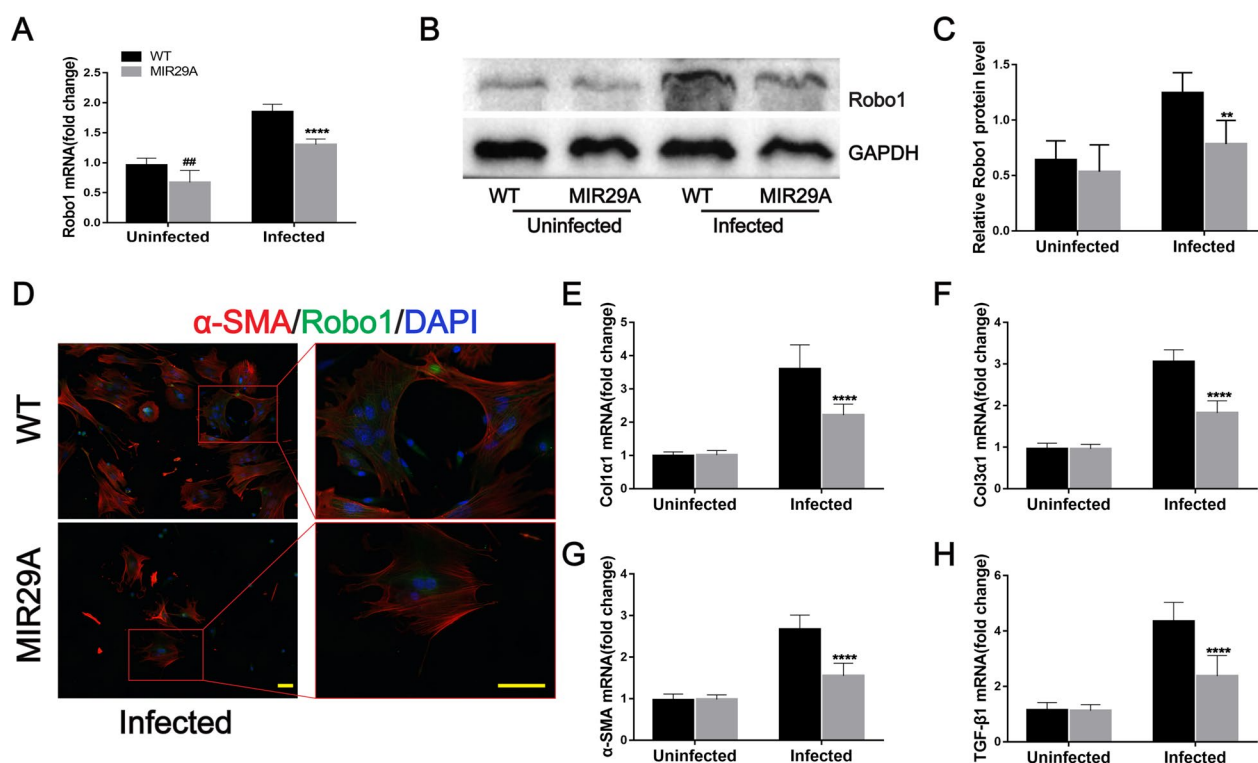 A
WT
MIR29A
Robo1 mRNA(fold change)
2.5
2.0
1.5
1.0
0.5
0.0
##
****
Uninfected
Infected
B
Robo1
GAPDH
WT
MIR29A
WT
MIR29A
Uninfected
Infected
C
Relative Robo1 protein level
1.5
1.0
0.5
0.0
**
Uninfected
Infected
D
α-SMA/Robo1/DAPI
WT
MIR29A
Infected
E
Col1α1 mRNA(fold change)
5
4
3
2
1
0
****
Uninfected
Infected
F
Col3α1 mRNA(fold change)
4
3
2
1
0
****
Uninfected
Infected
G
α-SMA mRNA(fold change)
4
3
2
1
0
****
Uninfected
Infected
H
TGF-β1 mRNA(fold change)
6
4
2
0
****
Uninfected
Infected